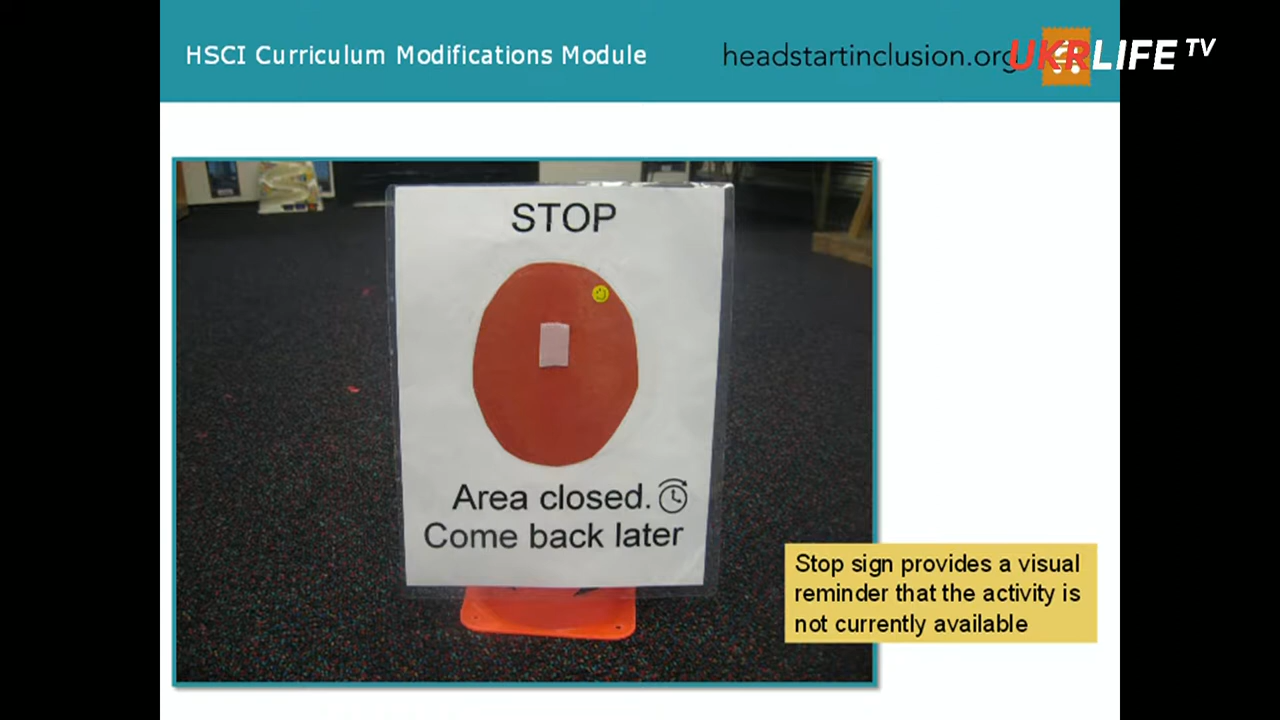 HSCI Curriculum Modifications Module
headstartinclusion.org
UKRLIFE TV
STOP
Area closed.
Come back later
Stop sign provides a visual
reminder that the activity is
not currently available